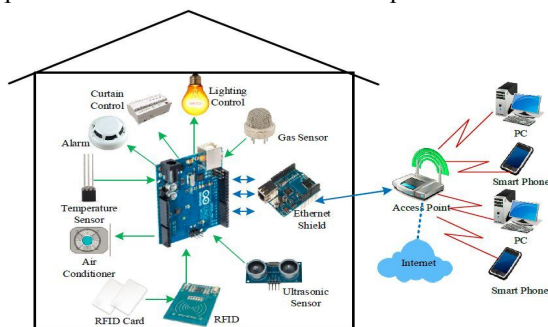 Curtain
Control
Lighting
Control
Gas Sensor
Alarm
Temperature
Sensor
Ethernet
Shield
Air
Conditioner
Ultrasonic
Sensor
RFID Card
RFID
Access Point
Internet
PC
Smart Phone
PC
Smart Phone